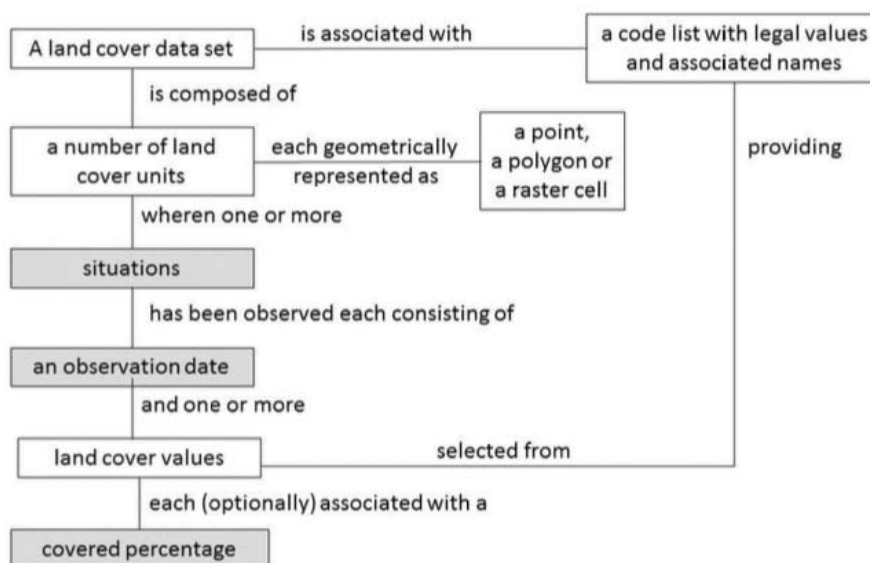 A land cover data set
is associated with
a code list with legal values
and associated names
is composed of
a number of land
cover units
each geometrically
represented as
a point,
a polygon or
a raster cell
providing
wheren one or more
situations
has been observed each consisting of
an observation date
and one or more
land cover values
selected from
each (optionally) associated with a
covered percentage